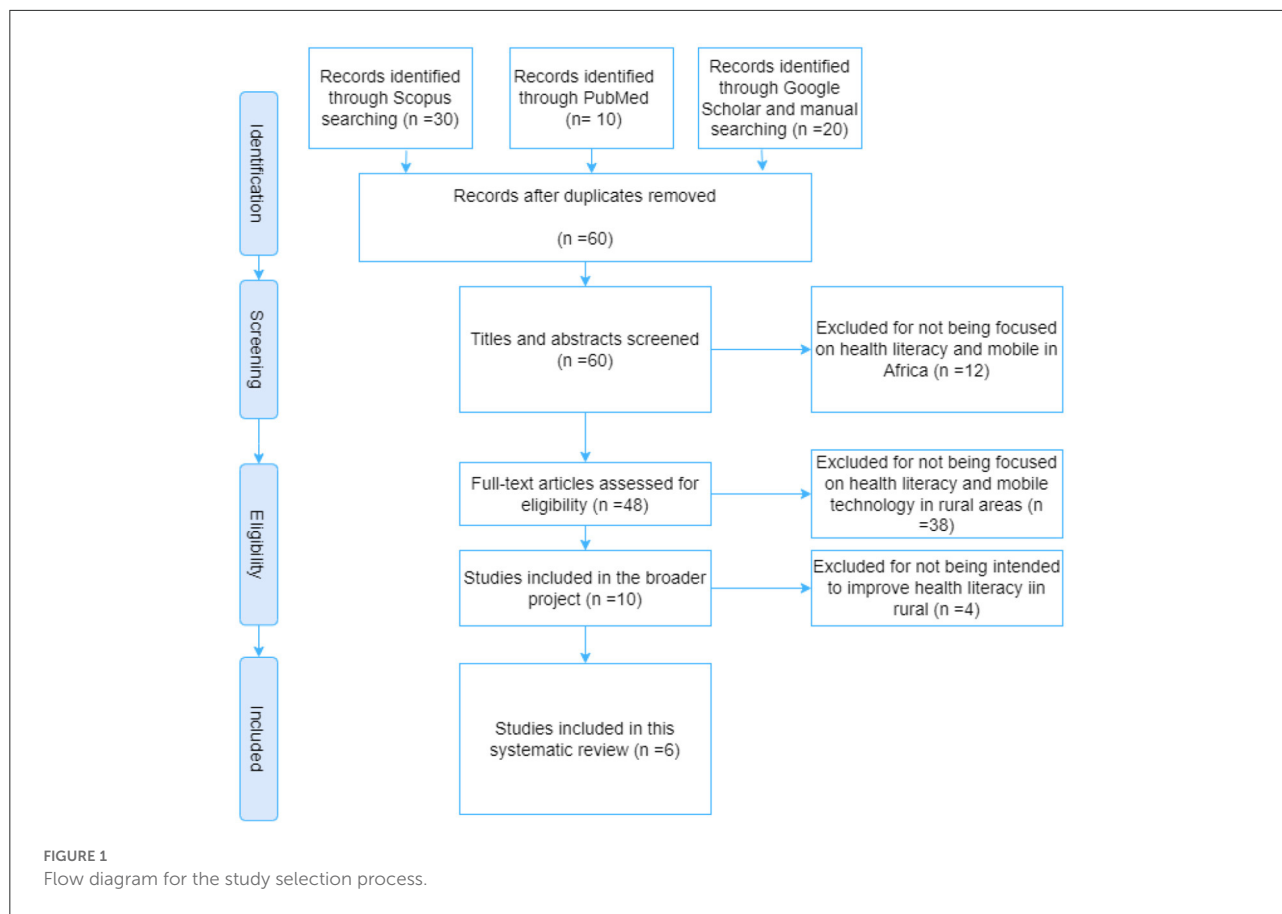 Records identified
through Scopus
searching (n =30)
Records identified
through PubMed
(n= 10)
Records identified
through Google
Scholar and manual
searching (n =20)
Identification
Records after duplicates removed
(n =60)
Screening
Titles and abstracts screened
(n =60)
Excluded for not being focused
on health literacy and mobile in
Africa (n =12)
Eligibility
Full-text articles assessed for
eligibility (n =48)
Excluded for not being focused
on health literacy and mobile
technology in rural areas (n
=38)
Studies included in the broader
project (n =10)
Excluded for not being intended
to improve health literacy iin
rural (n =4)
Included
Studies included in this
systematic review (n =6)
FIGURE 1
Flow diagram for the study selection process.